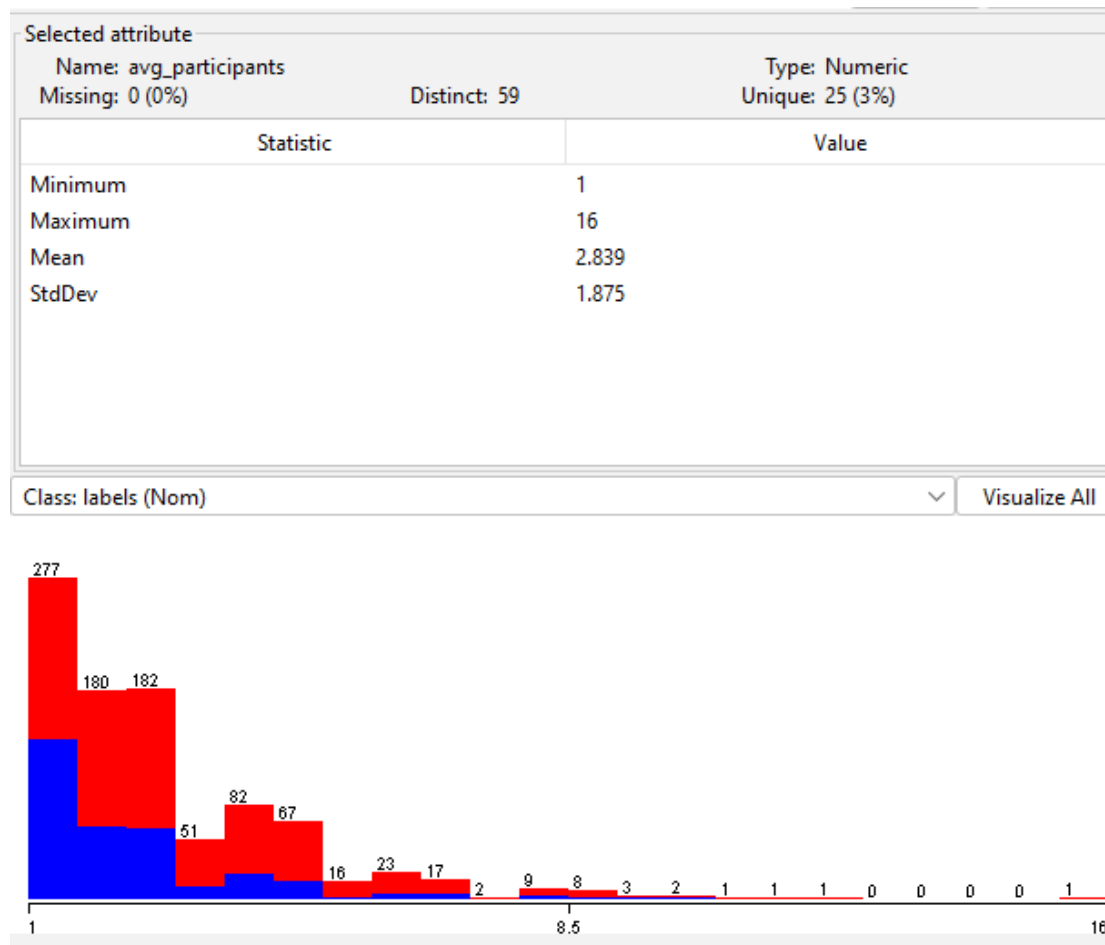 Selected attribute
Name: avg_participants Type: Numeric
Missing: 0 (0%) Distinct: 59 Unique: 25 (3%)
Statistic Value
Minimum 1
Maximum 16
Mean 2.839
StdDev 1.875
Class: labels (Nom) Visualize All
277
180 182
51 82 67
16 23 17 2 9 8 3 2 1 1 1 0 0 0 0 1
1 8.5 16